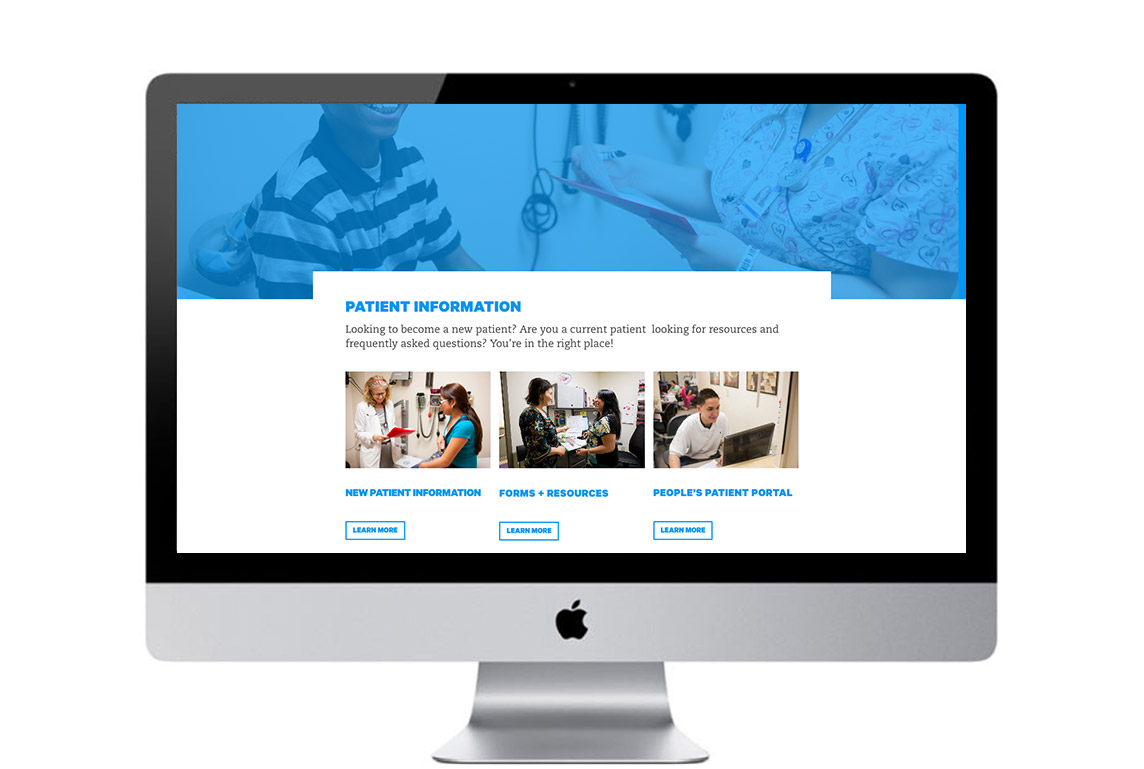 PATIENT INFORMATION
Looking to become a new patient? Are you a current patient  looking for resources and
frequently asked questions? You're in the right place!
NEW PATIENT INFORMATION
FORMS + RESOURCES
PEOPLE'S PATIENT PORTAL
LEARN MORE
LEARN MORE
LEARN MORE